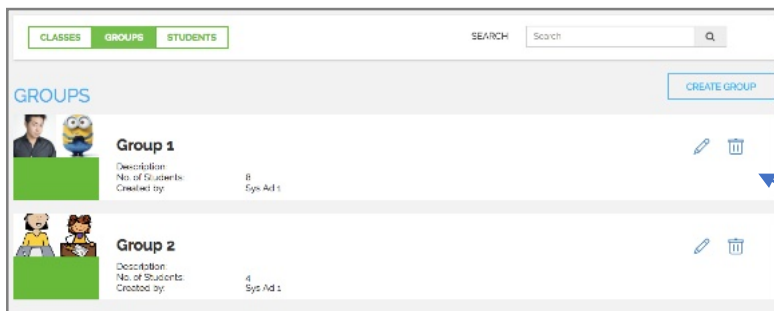 CLASSES GROUPS STUDENTS SEARCH Search
CREATE GROUP
GROUPS
Group 1
Description:
No. of Students: 8
Created by: Sys Ad 1
Group 2
Description:
No. of Students: 4
Created by: Sys Ad 1